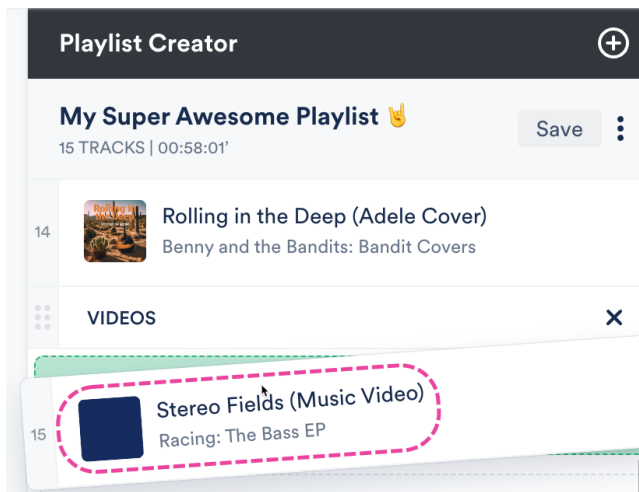 Playlist Creator
My Super Awesome Playlist 🤘
Save
15 TRACKS | 00:58:01’
14
Rolling in the Deep (Adele Cover)
Benny and the Bandits: Bandit Covers
VIDEOS
15
Stereo Fields (Music Video)
Racing: The Bass EP